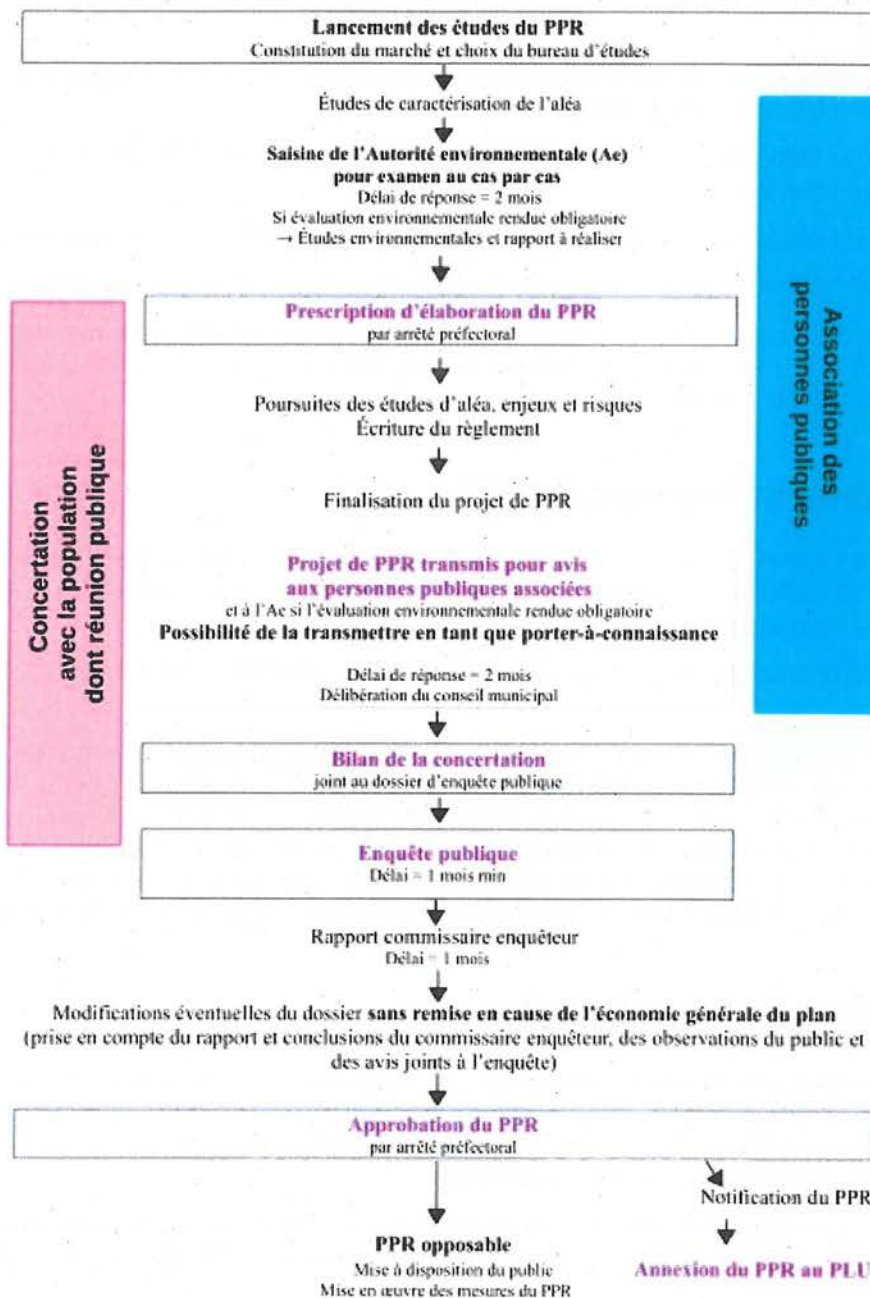 Lancement des études du PPR
Constitution du marché et choix du bureau d'études
Études de caractérisation de l'aléa
Saisine de l'Autorité environnementale (Ae)
pour examen au cas par cas
Délai de réponse = 2 mois
Si évaluation environnementale rendue obligatoire
→ Études environnementales et rapport à réaliser
Prescription d'élaboration du PPR
par arrêté préfectoral
Poursuites des études d'aléa, enjeux et risques
Écriture du règlement
Finalisation du projet de PPR
Projet de PPR transmis pour avis
aux personnes publiques associées
et à l'Ae si l'évaluation environnementale rendue obligatoire
Possibilité de la transmettre en tant que porter-à-connaissance
Délai de réponse = 2 mois
Délibération du conseil municipal
Bilan de la concertation
joint au dossier d'enquête publique
Enquête publique
Délai = 1 mois min
Rapport commissaire enquêteur
Délai = 1 mois
Modifications éventuelles du dossier sans remise en cause de l'économie générale du plan
(prise en compte du rapport et conclusions du commissaire enquêteur, des observations du public et
des avis joints à l'enquête)
Approbation du PPR
par arrêté préfectoral
Notification du PPR
PPR opposable
Mise à disposition du public
Mise en œuvre des mesures du PPR
Annexion du PPR au PLU
Concertation
avec la population
dont réunion publique
Association des
personnes publiques